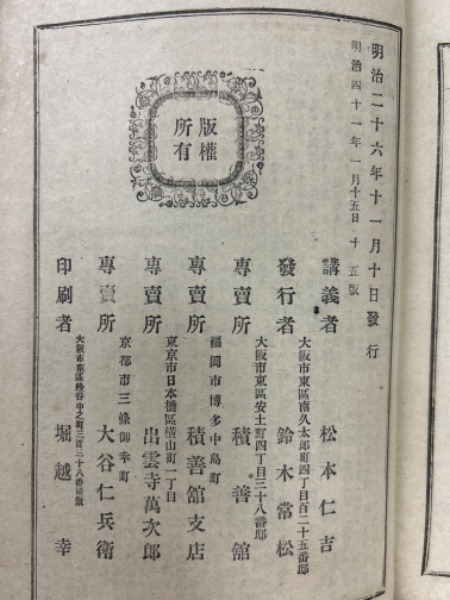 明治二十六年十一月十日發行
明治四十一年一月十五日十五版
版權
所有
講義者 松本仁吉
大阪市東區南久太郎町四丁目百二十五番邸
發行者 鈴木常松
大阪市東區安土町四丁目三十八番邸
專賣所 積善館
福岡市博多中島町
專賣所 積善館支店
東京市日本橋區橫山町一丁目
專賣所 出雲寺萬次郎
京都市三條御幸町
專賣所 大谷仁兵衛
大阪市南區
印刷者 堀越幸